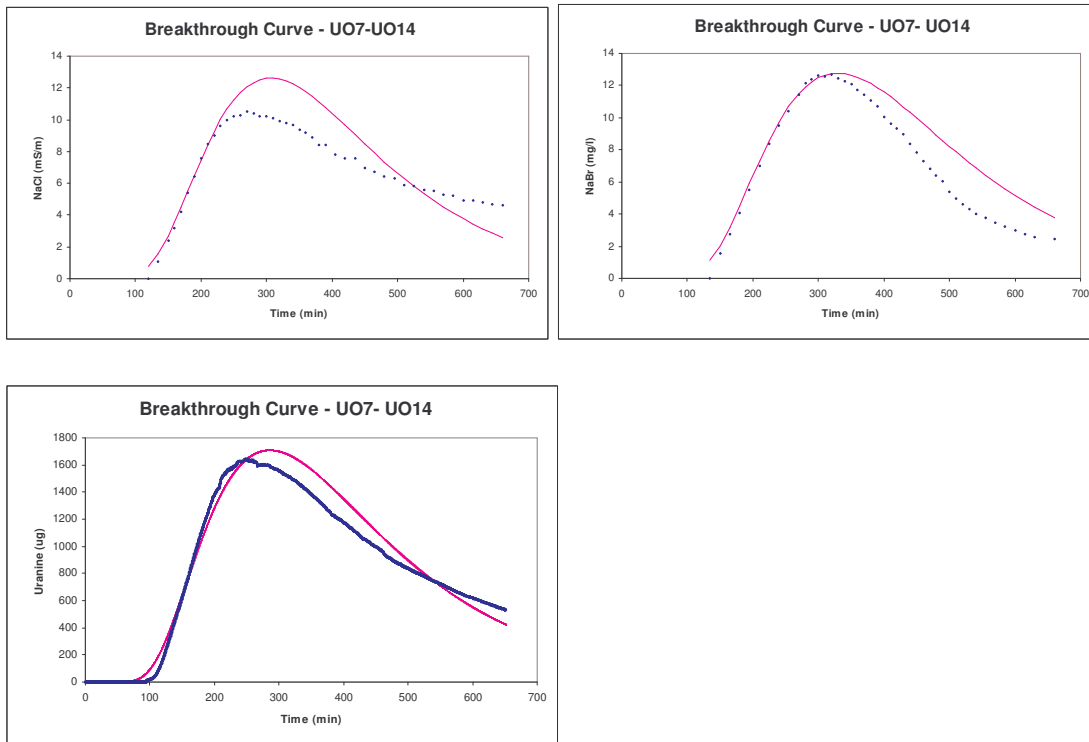 Breakthrough Curve - UO7-UO14
NaCl (mS/m)
14
12
10
8
6
4
2
0
0 100 200 300 400 500 600 700
Time (min)
Breakthrough Curve - UO7- UO14
NaBr (mg/l)
14
12
10
8
6
4
2
0
0 100 200 300 400 500 600 700
Time (min)
Breakthrough Curve - UO7- UO14
Uranine (ug)
1800
1600
1400
1200
1000
800
600
400
200
0
0 100 200 300 400 500 600 700
Time (min)